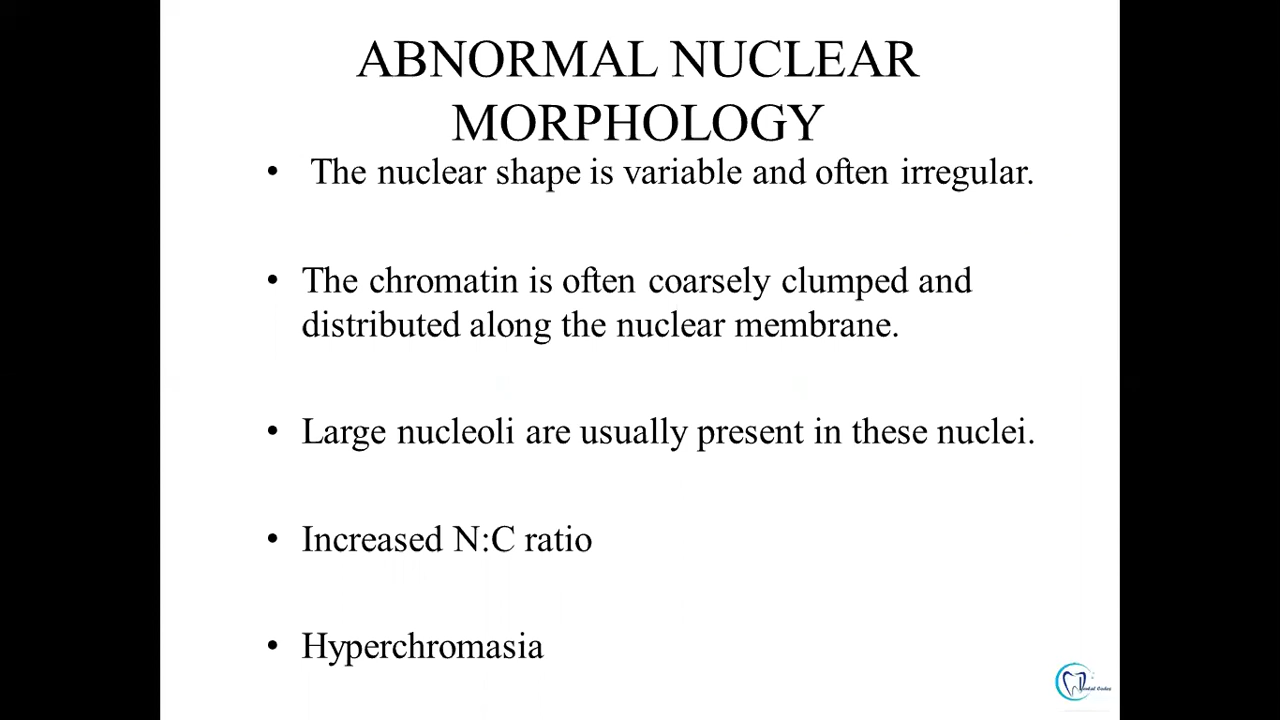 ABNORMAL NUCLEAR
MORPHOLOGY
• The nuclear shape is variable and often irregular.
• The chromatin is often coarsely clumped and
distributed along the nuclear membrane.
• Large nucleoli are usually present in these nuclei.
• Increased N:C ratio
• Hyperchromasia